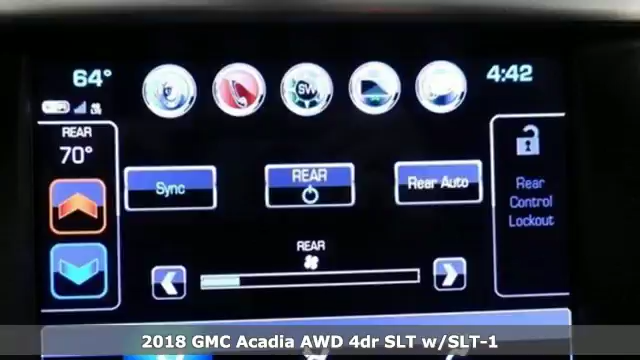 64°
SW
4:42
LTE
REAR
70°
Sync
REAR
Rear Auto
Rear
Control
Lockout
REAR
2018 GMC Acadia AWD 4dr SLT w/SLT-1